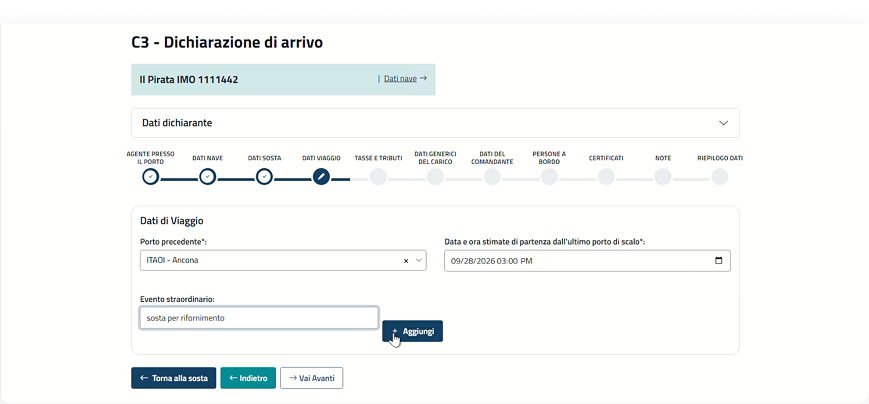 C3 - Dichiarazione di arrivo
Il Pirata IMO 1111442 | Dati nave →
Dati dichiarante
AGENTE PRESSO IL PORTO
DATI NAVE
DATI SOSTA
DATI VIAGGIO
TASSE E TRIBUTI
DATI GENERICI DEL CARICO
DATI DEL COMANDANTE
PERSONE A BORDO
CERTIFICATI
NOTE
RIEPILOGO DATI
Dati di Viaggio
Porto precedente*:
ITAOI - Ancona
Data e ora stimate di partenza dall'ultimo porto di scalo*:
09/28/2026 03:00 PM
Evento straordinario:
sosta per rifornimento
+ Aggiungi
← Torna alla sosta
← Indietro
→ Vai Avanti